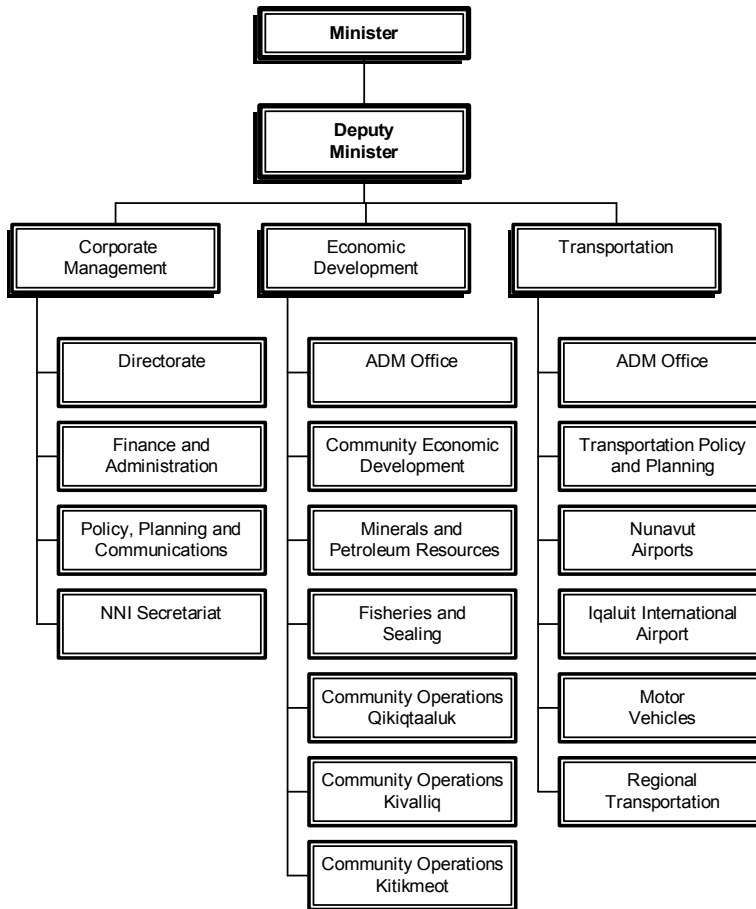 Minister
Deputy
Minister
Corporate
Management
Economic
Development
Transportation
Directorate
Finance and
Administration
Policy, Planning and
Communications
NNI Secretariat
ADM Office
Community Economic
Development
Minerals and
Petroleum Resources
Fisheries and
Sealing
Community Operations
Qikiqtaaluk
Community Operations
Kivalliq
Community Operations
Kitikmeot
ADM Office
Transportation Policy
and Planning
Nunavut
Airports
Iqaluit International
Airport
Motor
Vehicles
Regional
Transportation